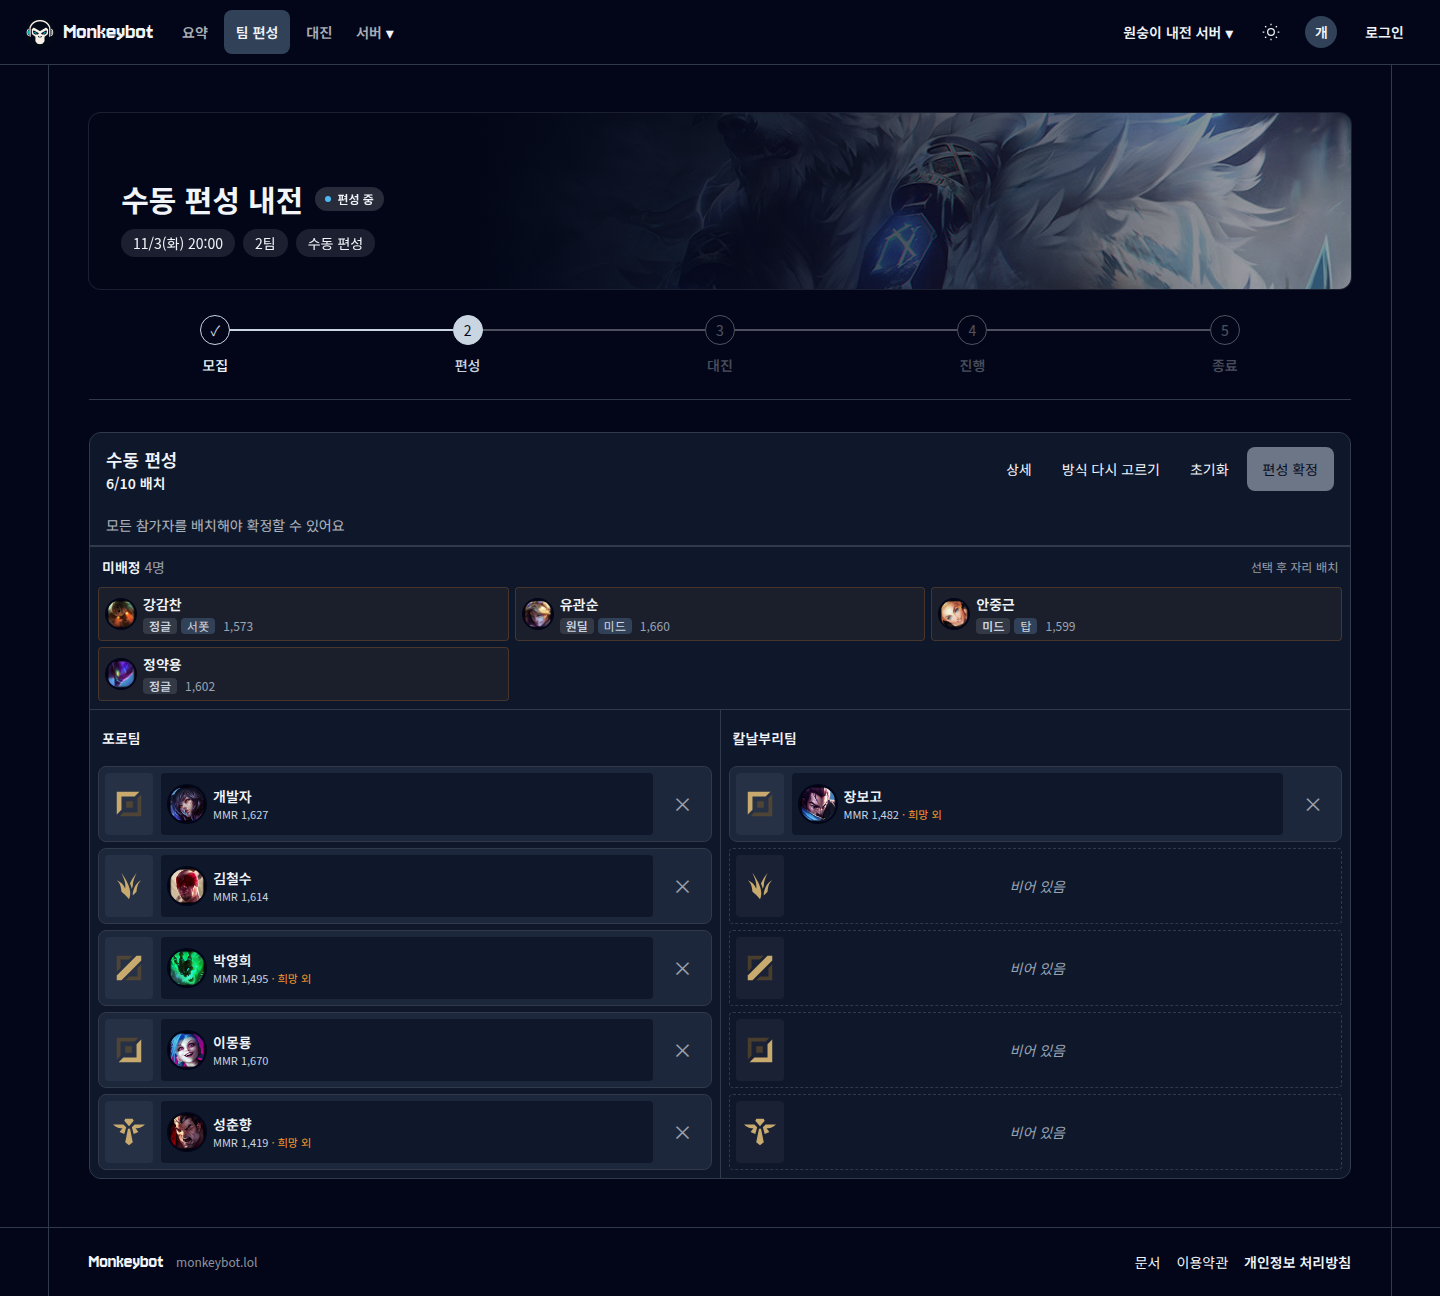 Monkeybot
요약
팀 편성
대진
서버 ▾
원숭이 내전 서버 ▾
개
로그인
수동 편성 내전
편성 중
11/3(화) 20:00
2팀
수동 편성
✓
2
3
4
5
모집
편성
대진
진행
종료
수동 편성
6/10 배치
상세
방식 다시 고르기
초기화
편성 확정
모든 참가자를 배치해야 확정할 수 있어요
미배정 4명
선택 후 자리 배치
강감찬
정글 서폿 1,573
유관순
원딜 미드 1,660
안중근
미드 탑 1,599
정약용
정글 1,602
포로팀
개발자
MMR 1,627
김철수
MMR 1,614
박영희
MMR 1,495 · 희망 외
이몽룡
MMR 1,670
성춘향
MMR 1,419 · 희망 외
칼날부리팀
장보고
MMR 1,482 · 희망 외
비어 있음
비어 있음
비어 있음
비어 있음
Monkeybot
monkeybot.lol
문서
이용약관
개인정보 처리방침